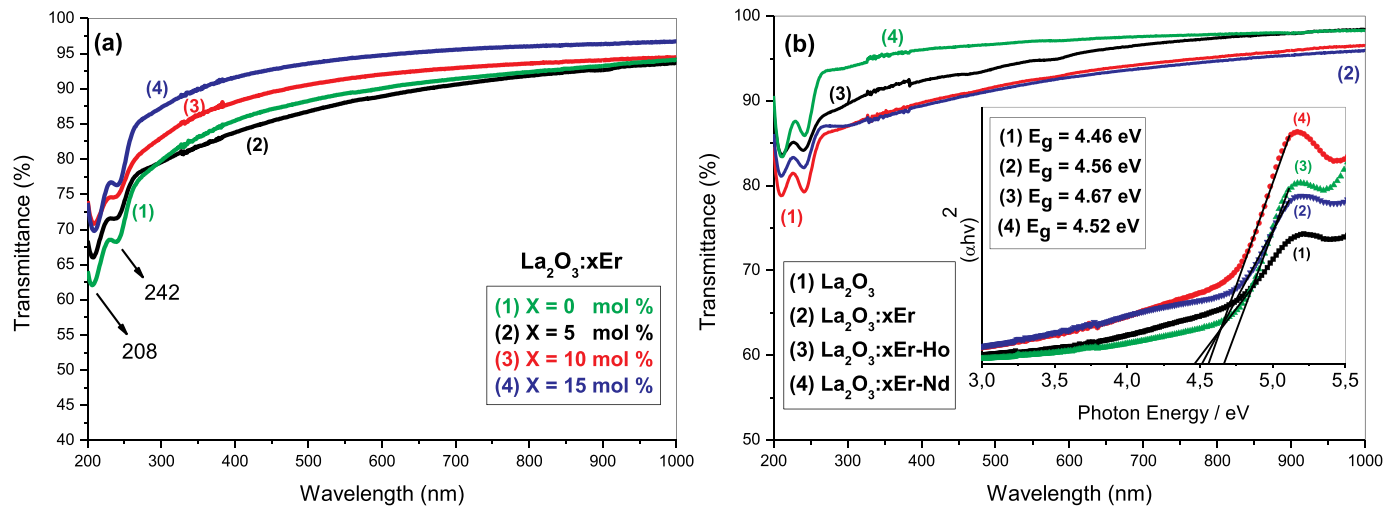 (a)
100
95
90
85
80
75
70
65
60
55
50
45
40
Transmittance (%)
(4)
(3)
(2)
(1)
242
208
La₂O₃:xEr
(1) X = 0 mol %
(2) X = 5 mol %
(3) X = 10 mol %
(4) X = 15 mol %
200 300 400 500 600 700 800 900 1000
Wavelength (nm)
(b)
100
90
80
70
60
50
Transmittance (%)
(4)
(3)
(2)
(1)
(1) La₂O₃
(2) La₂O₃:xEr
(3) La₂O₃:xEr-Ho
(4) La₂O₃:xEr-Nd
(1) Eg = 4.46 eV
(2) Eg = 4.56 eV
(3) Eg = 4.67 eV
(4) Eg = 4.52 eV
(αhν)²
(4)
(3)
(2)
(1)
3,0 3,5 4,0 4,5 5,0 5,5
Photon Energy / eV
200 300 400 500 600 700 800 900 1000
Wavelength (nm)